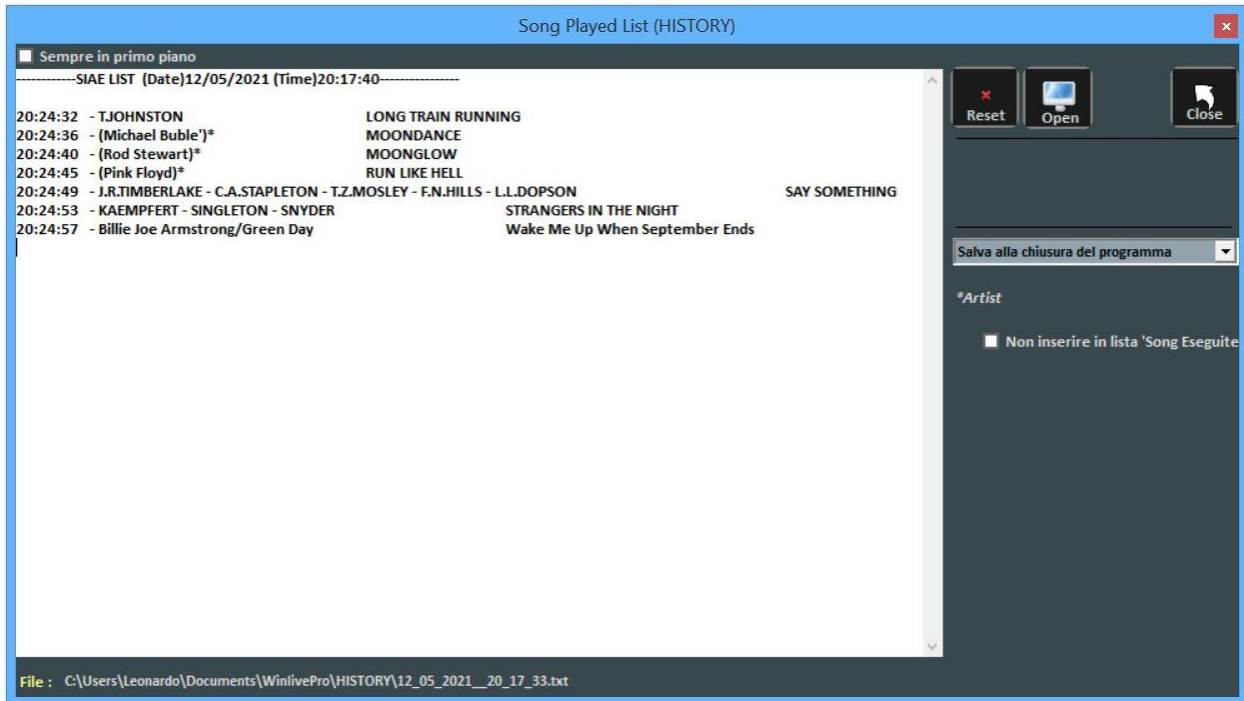 Song Played List (HISTORY)
Sempre in primo piano
------------SIAE LIST (Date)12/05/2021 (Time)20:17:40----------------
20:24:32 - T.JOHNSTON LONG TRAIN RUNNING
20:24:36 - (Michael Buble')* MOONDANCE
20:24:40 - (Rod Stewart)* MOONGLOW
20:24:45 - (Pink Floyd)* RUN LIKE HELL
20:24:49 - J.R.TIMBERLAKE - C.A.STAPLETON - T.Z.MOSLEY - F.N.HILLS - L.L.DOPSON SAY SOMETHING
20:24:53 - KAEMPFERT - SINGLETON - SNYDER STRANGERS IN THE NIGHT
20:24:57 - Billie Joe Armstrong/Green Day Wake Me Up When September Ends
Reset Open Close
Salva alla chiusura del programma
*Artist
Non inserire in lista 'Song Eseguite
File : C:\Users\Leonardo\Documents\WinlivePro\HISTORY\12_05_2021__20_17_33.txt